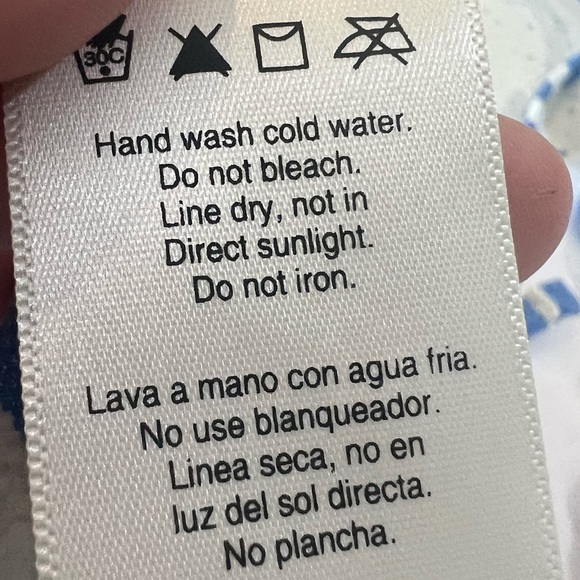 30C
Hand wash cold water.
Do not bleach.
Line dry, not in
Direct sunlight.
Do not iron.
Lava a mano con agua fria.
No use blanqueador.
Linea seca, no en
luz del sol directa.
No plancha.